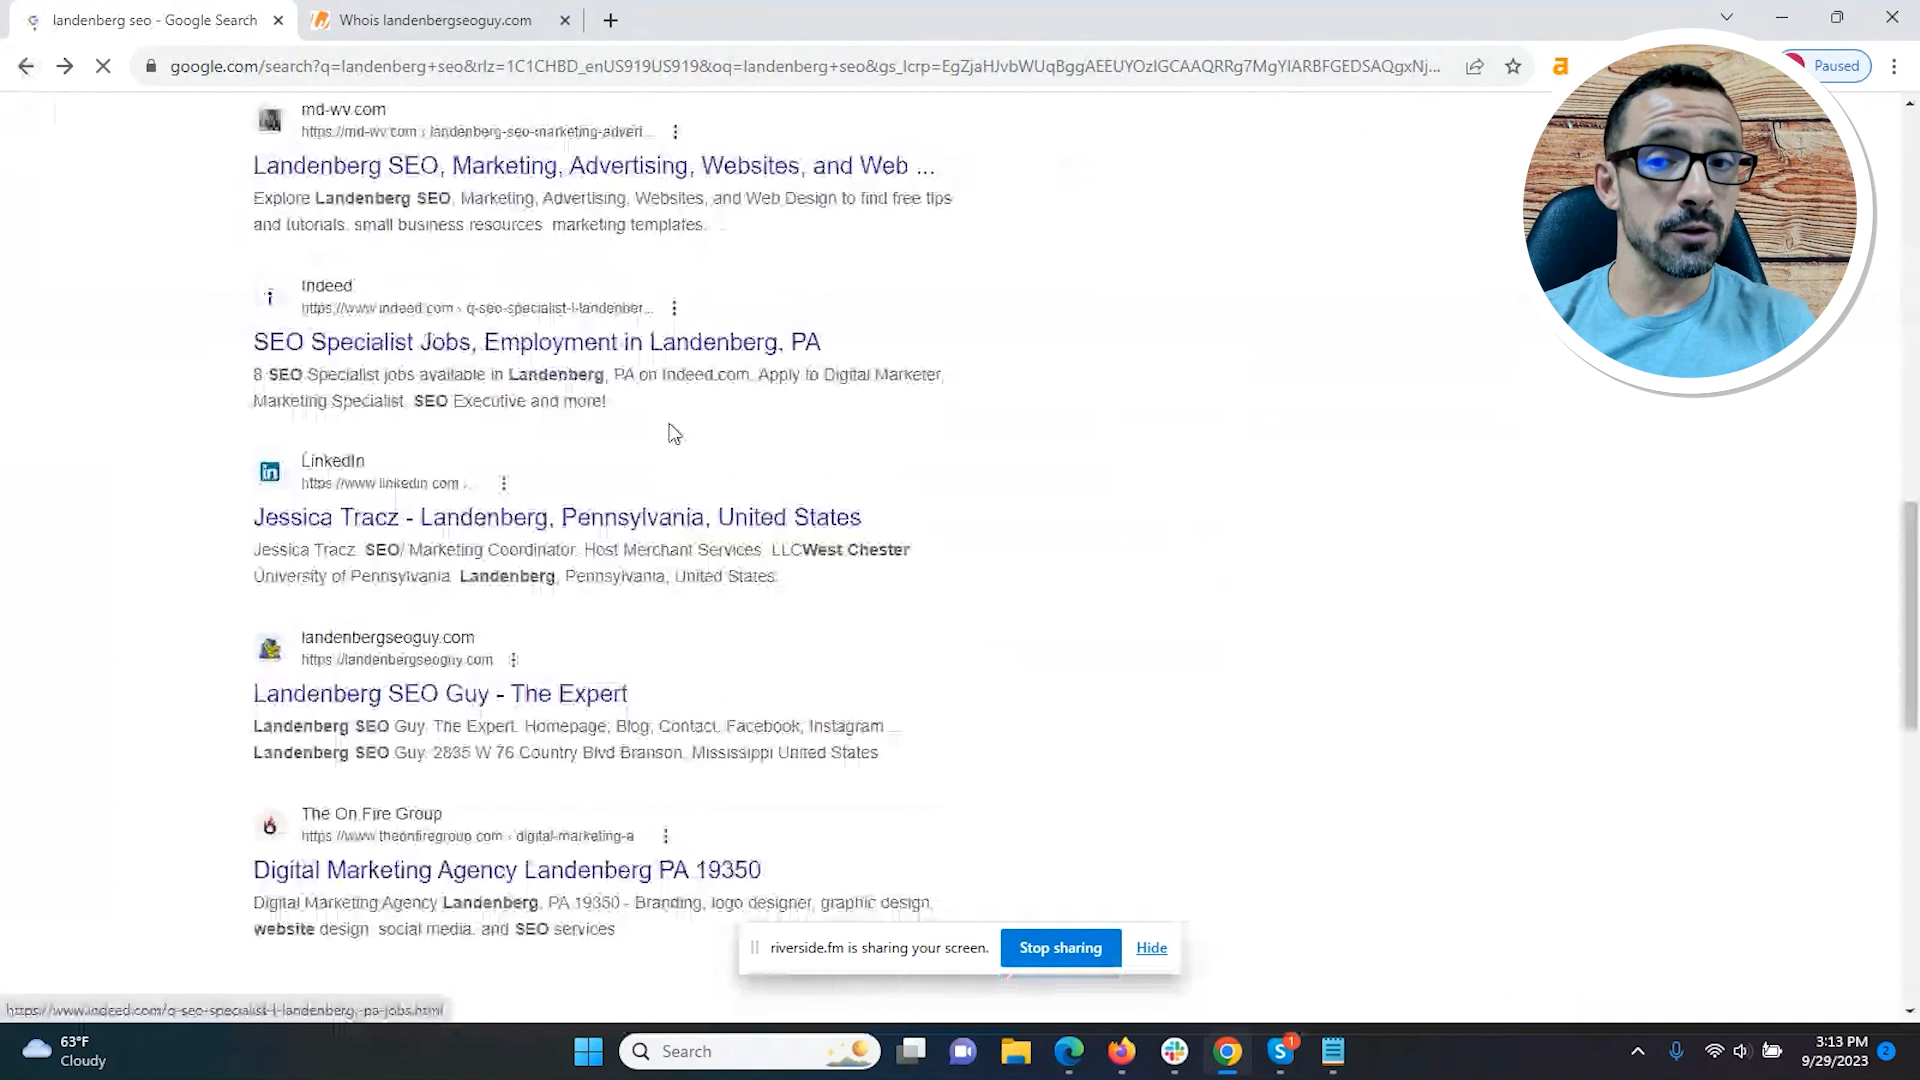 landenberg seo - Google Search
Whois landenbergseoguy.com
google.com/search?q=landenberg+seo&rlz=1C1CHBD_enUS919US919&oq=landenberg+seo&gs_lcrp=EgZjaHJvbWUqBggAEEUYOzIGCAAQRRg7MgYIARBFGEDSAQgxNj...
a
Paused
md-wv.com
https://md-wv.com › landenberg-seo-marketing-adverti...
Landenberg SEO, Marketing, Advertising, Websites, and Web ...
Explore Landenberg SEO, Marketing, Advertising, Websites, and Web Design to find free tips
and tutorials, small business resources, marketing templates.
Indeed
https://www.indeed.com › q-seo-specialist-l-landenber...
SEO Specialist Jobs, Employment in Landenberg, PA
8 SEO Specialist jobs available in Landenberg, PA on Indeed.com. Apply to Digital Marketer,
Marketing Specialist, SEO Executive and more!
LinkedIn
https://www.linkedin.com › ...
Jessica Tracz - Landenberg, Pennsylvania, United States
Jessica Tracz. SEO/ Marketing Coordinator. Host Merchant Services, LLCWest Chester
University of Pennsylvania. Landenberg, Pennsylvania, United States.
landenbergseoguy.com
https://landenbergseoguy.com
Landenberg SEO Guy - The Expert
Landenberg SEO Guy. The Expert. Homepage; Blog; Contact. Facebook; Instagram ...
Landenberg SEO Guy. 2835 W 76 Country Blvd Branson, Mississippi United States
The On Fire Group
https://www.theonfiregroup.com › digital-marketing-a
Digital Marketing Agency Landenberg PA 19350
Digital Marketing Agency Landenberg, PA 19350 - Branding, logo designer, graphic design,
website design, social media, and SEO services
riverside.fm is sharing your screen.
Stop sharing
Hide
https://www.indeed.com/q-seo-specialist-l-landenberg,-pa-jobs.html
63°F
Cloudy
Search
1
3:13 PM
9/29/2023
2